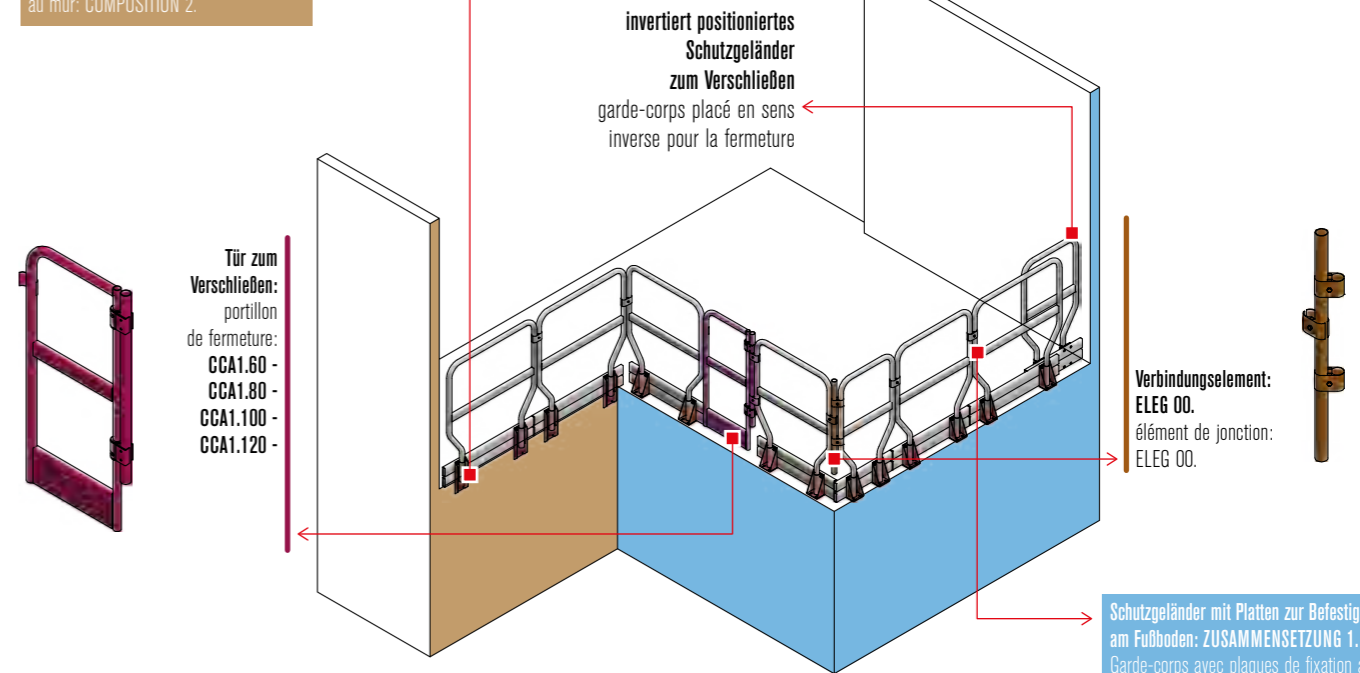 au mur: COMPOSITION 2.
invertiert positioniertes
Schutzgeländer
zum Verschließen
garde-corps placé en sens
inverse pour la fermeture
Tür zum
Verschließen:
portillon
de fermeture:
CCA1.60 -
CCA1.80 -
CCA1.100 -
CCA1.120 -
Verbindungselement:
ELEG 00.
élément de jonction:
ELEG 00.
Schutzgeländer mit Platten zur Befestig
am Fußboden: ZUSAMMENSETZUNG 1.
Garde-corps avec plaques de fixation a